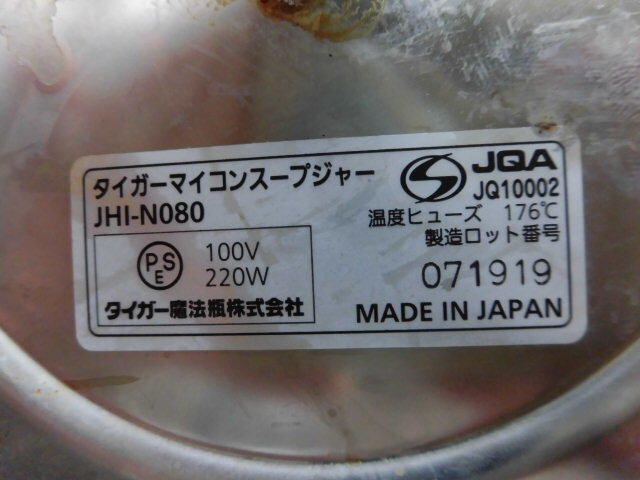 タイガーマイコンスープジャー
JHI-N080
PSE
100V
220W
タイガー魔法瓶株式会社
JQA
JQ10002
温度ヒューズ 176℃
製造ロット番号
071919
MADE IN JAPAN